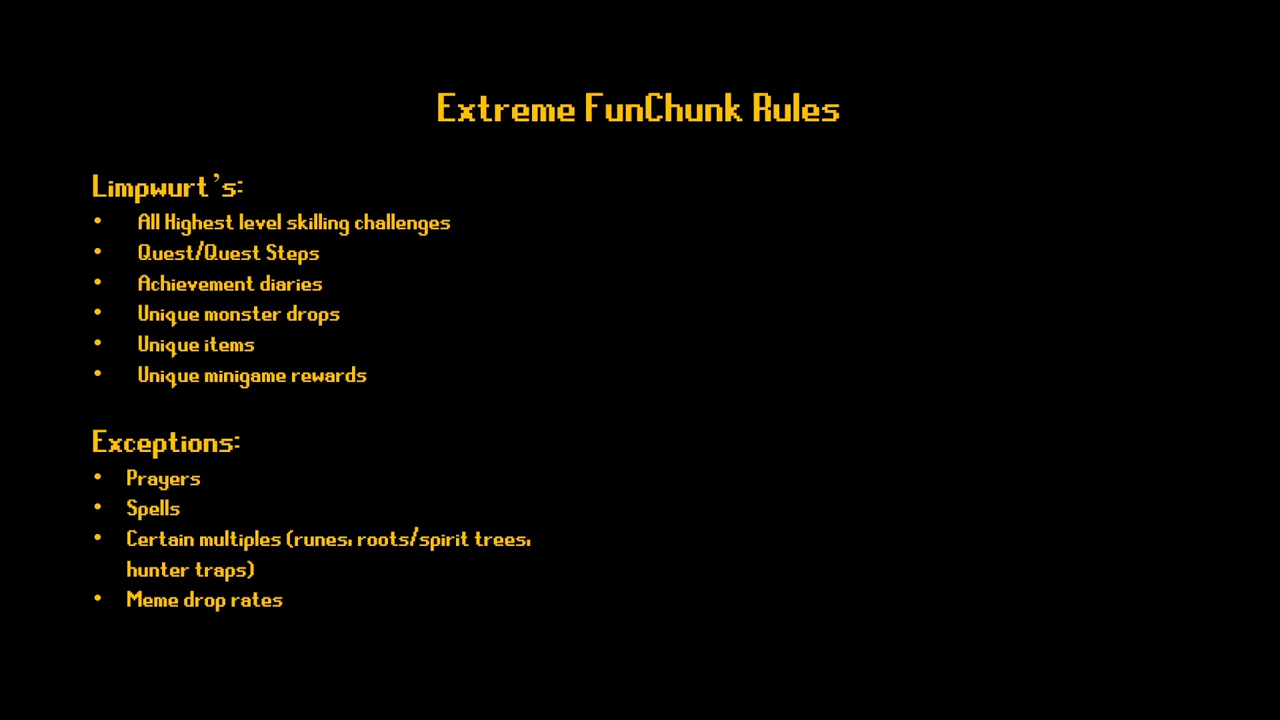 Extreme FunChunk Rules
Limpwurt's:
• All Highest level skilling challenges
• Quest/Quest Steps
• Achievement diaries
• Unique monster drops
• Unique items
• Unique minigame rewards
Exceptions:
• Prayers
• Spells
• Certain multiples (runes, roots/spirit trees,
hunter traps)
• Meme drop rates